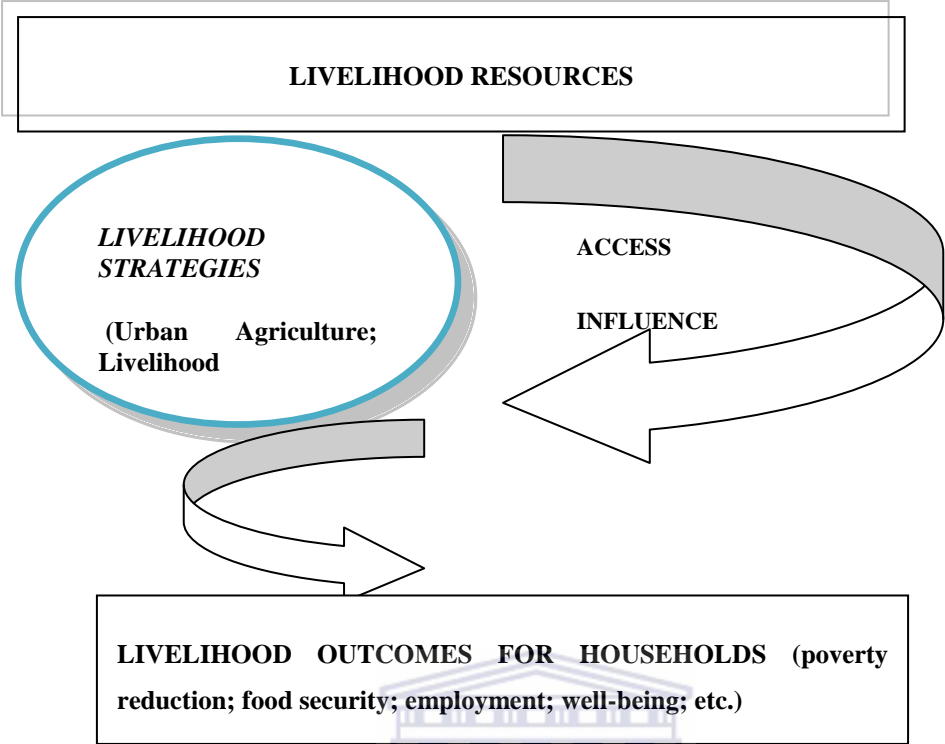 LIVELIHOOD RESOURCES
LIVELIHOOD
STRATEGIES
(Urban Agriculture;
Livelihood
ACCESS
INFLUENCE
LIVELIHOOD OUTCOMES FOR HOUSEHOLDS (poverty
reduction; food security; employment; well-being; etc.)